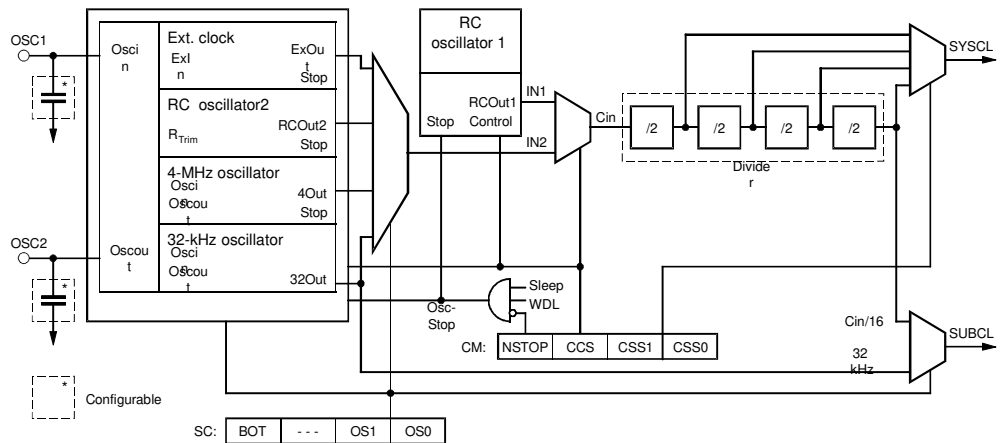 OSC1
Osci
n
Ext. clock
ExI
n
ExOu
t
Stop
RC oscillator2
RTrim
RCOut2
Stop
4-MHz oscillator
Osci
n
Oscou
t
4Out
Stop
32-kHz oscillator
Osci
n
Oscou
t
32Out
OSC2
Oscou
t
*
*
RC
oscillator 1
RCOut1
Stop
Control
IN1
IN2
Cin
/2
/2
/2
/2
Divide
r
SYSCL
Osc-
Stop
Sleep
WDL
CM:
NSTOP
CCS
CSS1
CSS0
Cin/16
32
kHz
SUBCL
*
Configurable
SC:
BOT
- - -
OS1
OS0